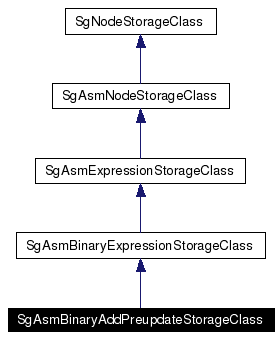 SgNodeStorageClass
SgAsmNodeStorageClass
SgAsmExpressionStorageClass
SgAsmBinaryExpressionStorageClass
SgAsmBinaryAddPreupdateStorageClass